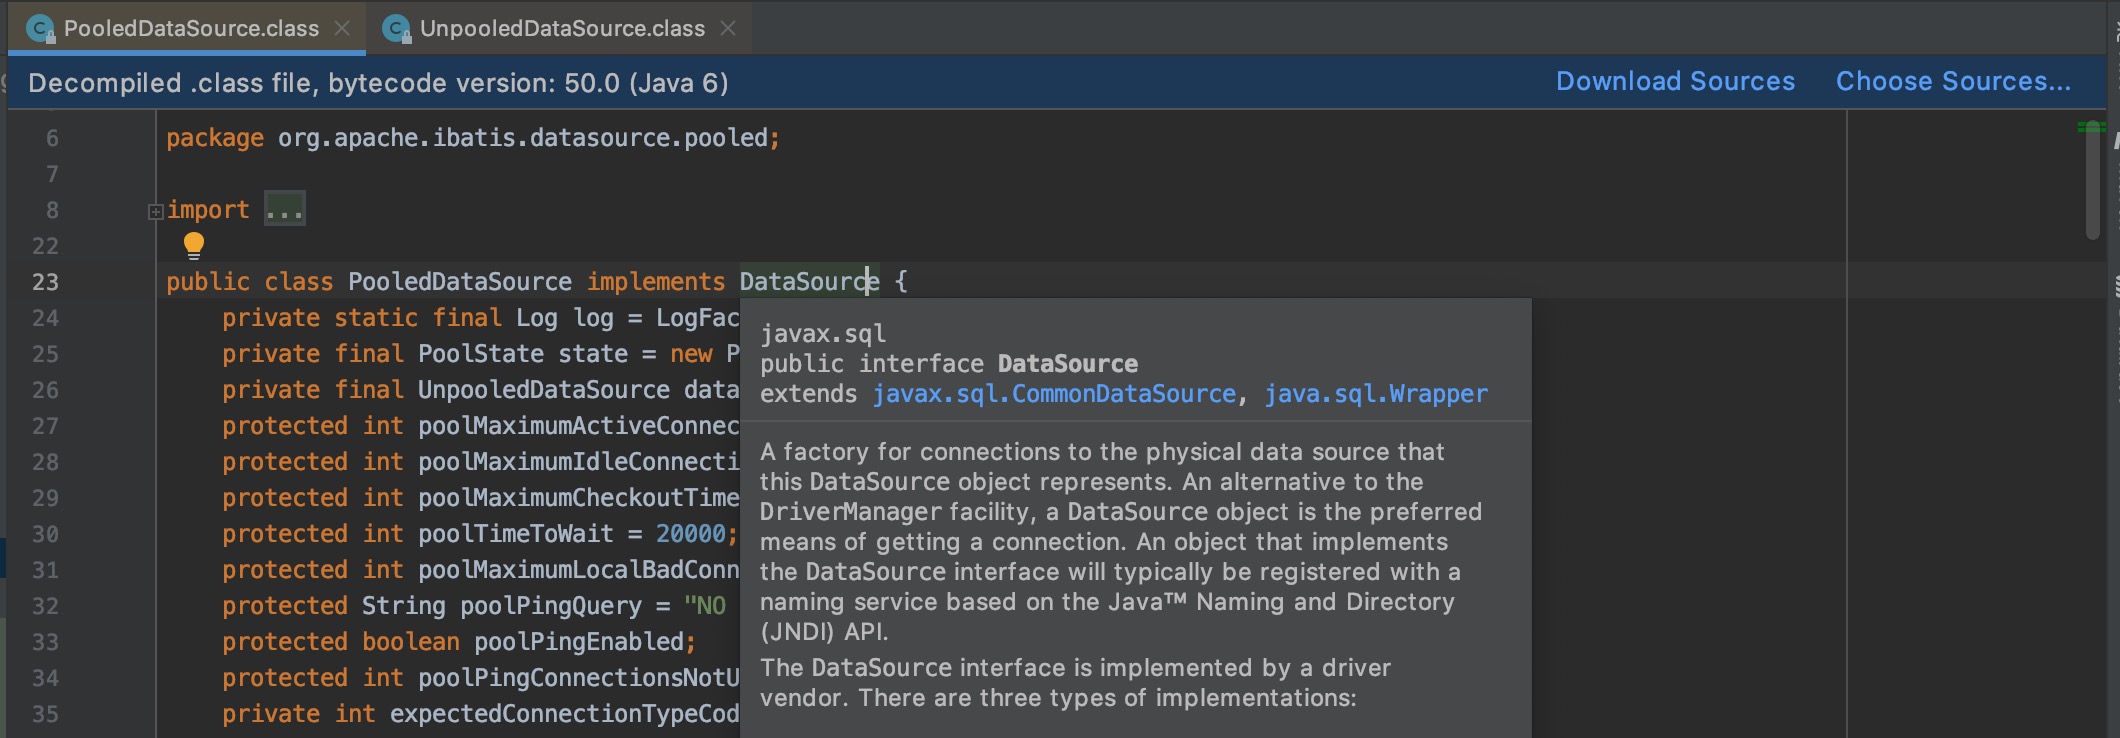 PooledDataSource.class
UnpooledDataSource.class
Decompiled .class file, bytecode version: 50.0 (Java 6)
Download Sources
Choose Sources...
6 package org.apache.ibatis.datasource.pooled;
7
8 import ...
22
23 public class PooledDataSource implements DataSource {
24 private static final Log log = LogFac
25 private final PoolState state = new P
26 private final UnpooledDataSource data
27 protected int poolMaximumActiveConnec
28 protected int poolMaximumIdleConnecti
29 protected int poolMaximumCheckoutTime
30 protected int poolTimeToWait = 20000;
31 protected int poolMaximumLocalBadConn
32 protected String poolPingQuery = "NO
33 protected boolean poolPingEnabled;
34 protected int poolPingConnectionsNotU
35 private int expectedConnectionTypeCod
javax.sql
public interface DataSource
extends javax.sql.CommonDataSource, java.sql.Wrapper
A factory for connections to the physical data source that
this DataSource object represents. An alternative to the
DriverManager facility, a DataSource object is the preferred
means of getting a connection. An object that implements
the DataSource interface will typically be registered with a
naming service based on the Java™ Naming and Directory
(JNDI) API.
The DataSource interface is implemented by a driver
vendor. There are three types of implementations: